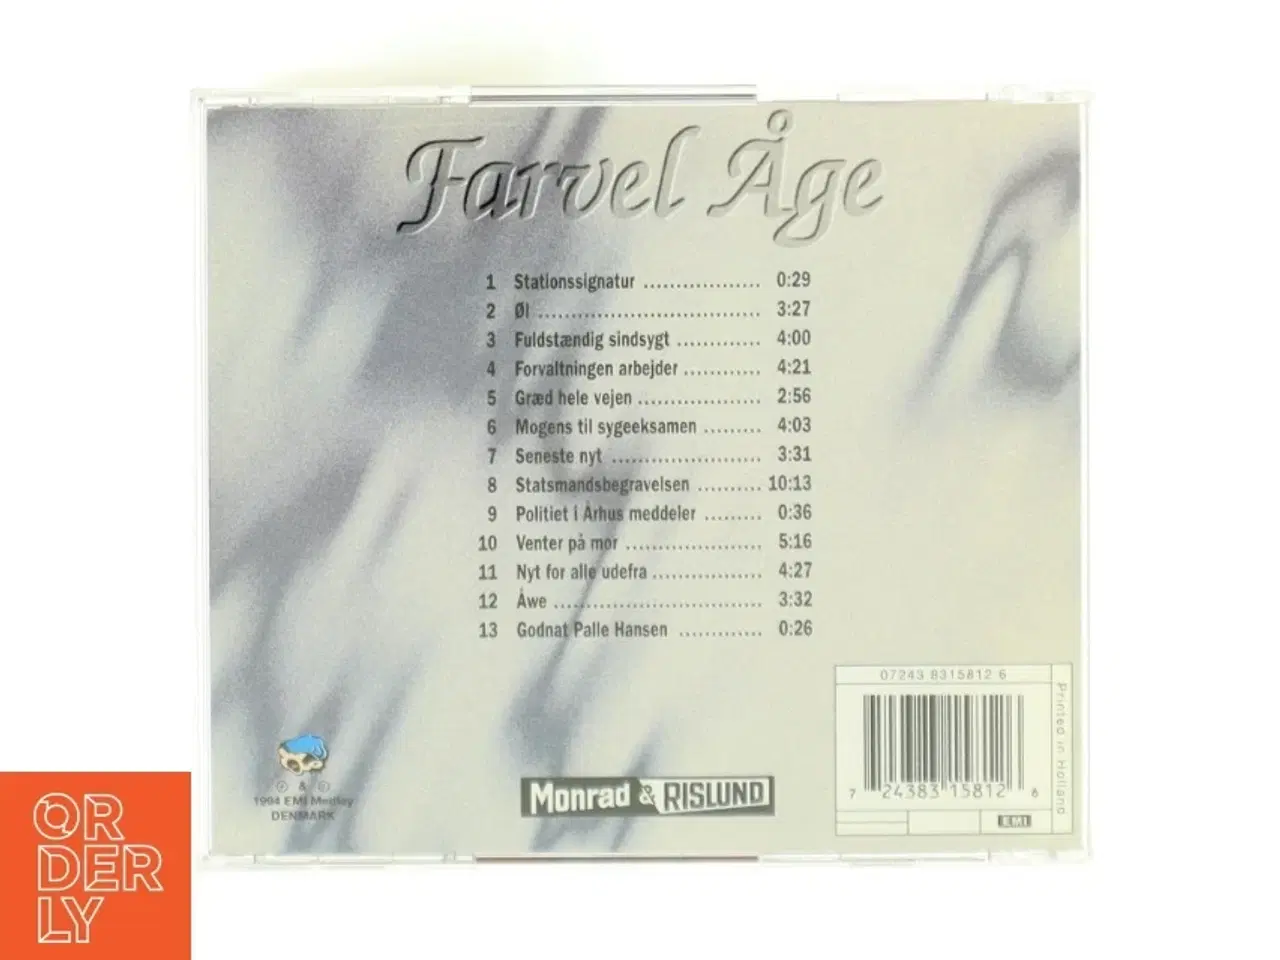 Farvel Åge
1 Stationssignatur .................. 0:29
2 Øl .................................. 3:27
3 Fuldstændig sindsygt ............. 4:00
4 Forvaltningen arbejder ............ 4:21
5 Græd hele vejen ................... 2:56
6 Mogens til sygeeksamen ......... 4:03
7 Seneste nyt ....................... 3:31
8 Statsmandsbegravelsen .......... 10:13
9 Politiet i Århus meddeler ......... 0:36
10 Venter på mor ..................... 5:16
11 Nyt for alle udefra ................. 4:27
12 Åwe ................................ 3:32
13 Godnat Palle Hansen ............. 0:26
07243 8315812 6
Printed in Holland
7 24383 15812 6
EMI
℗ & ©
1994 EMI Medley
DENMARK
Monrad & RISLUND
OR
DER
LY